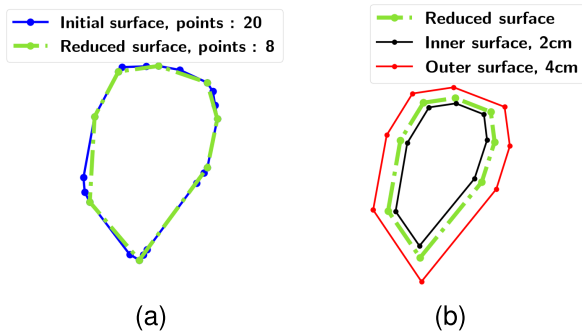 Initial surface, points : 20
Reduced surface, points : 8
Reduced surface
Inner surface, 2cm
Outer surface, 4cm
(a)
(b)